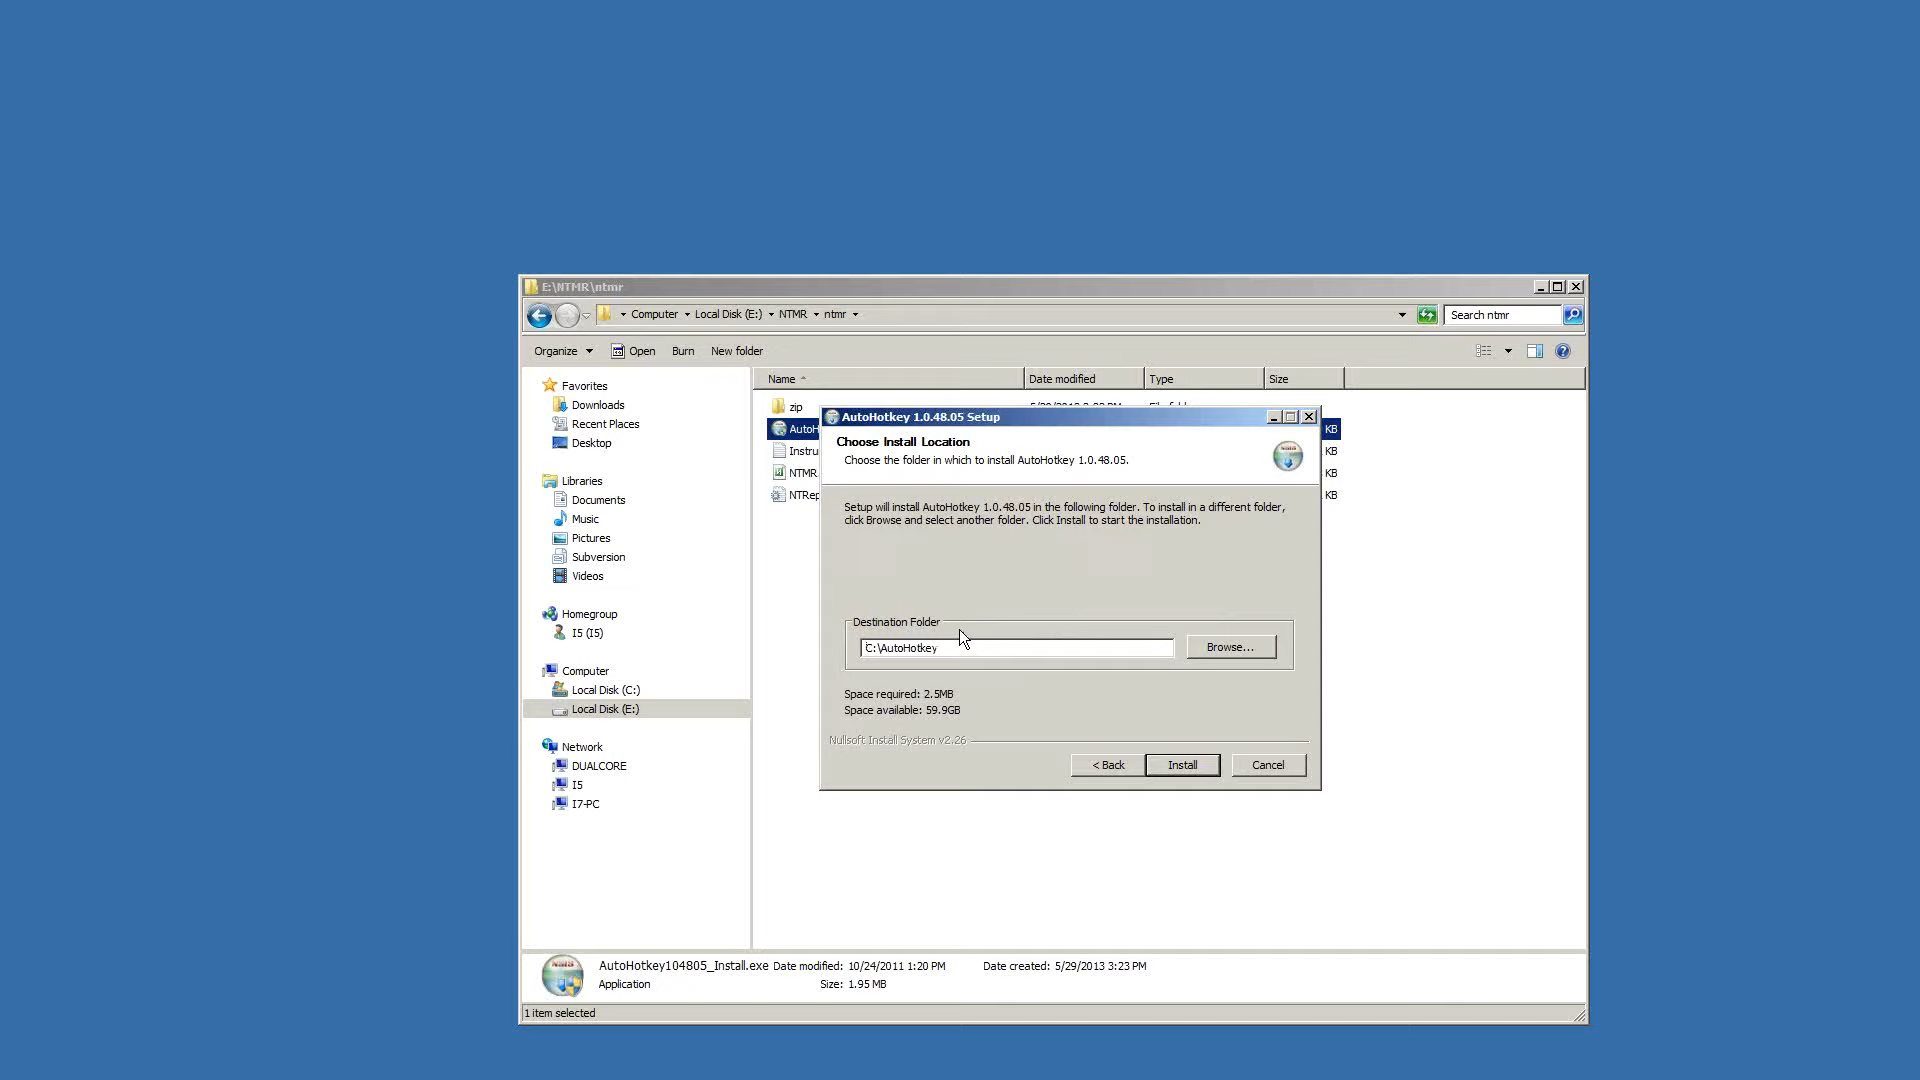 E:\NTMR\ntmr
Computer Local Disk (E:) NTMR ntmr
Search ntmr
Organize Open Burn New folder
Name Date modified Type Size
Favorites
Downloads
Recent Places
Desktop
Libraries
Documents
Music
Pictures
Subversion
Videos
Homegroup
I5 (I5)
Computer
Local Disk (C:)
Local Disk (E:)
Network
DUALCORE
I5
I7-PC
zip
AutoH KB
Instru KB
NTMR KB
NTRep KB
AutoHotkey 1.0.48.05 Setup
Choose Install Location
Choose the folder in which to install AutoHotkey 1.0.48.05.
Setup will install AutoHotkey 1.0.48.05 in the following folder. To install in a different folder,
click Browse and select another folder. Click Install to start the installation.
Destination Folder
C:\AutoHotkey
Browse...
Space required: 2.5MB
Space available: 59.9GB
Nullsoft Install System v2.26
< Back Install Cancel
AutoHotkey104805_Install.exe Date modified: 10/24/2011 1:20 PM Date created: 5/29/2013 3:23 PM
Application Size: 1.95 MB
1 item selected